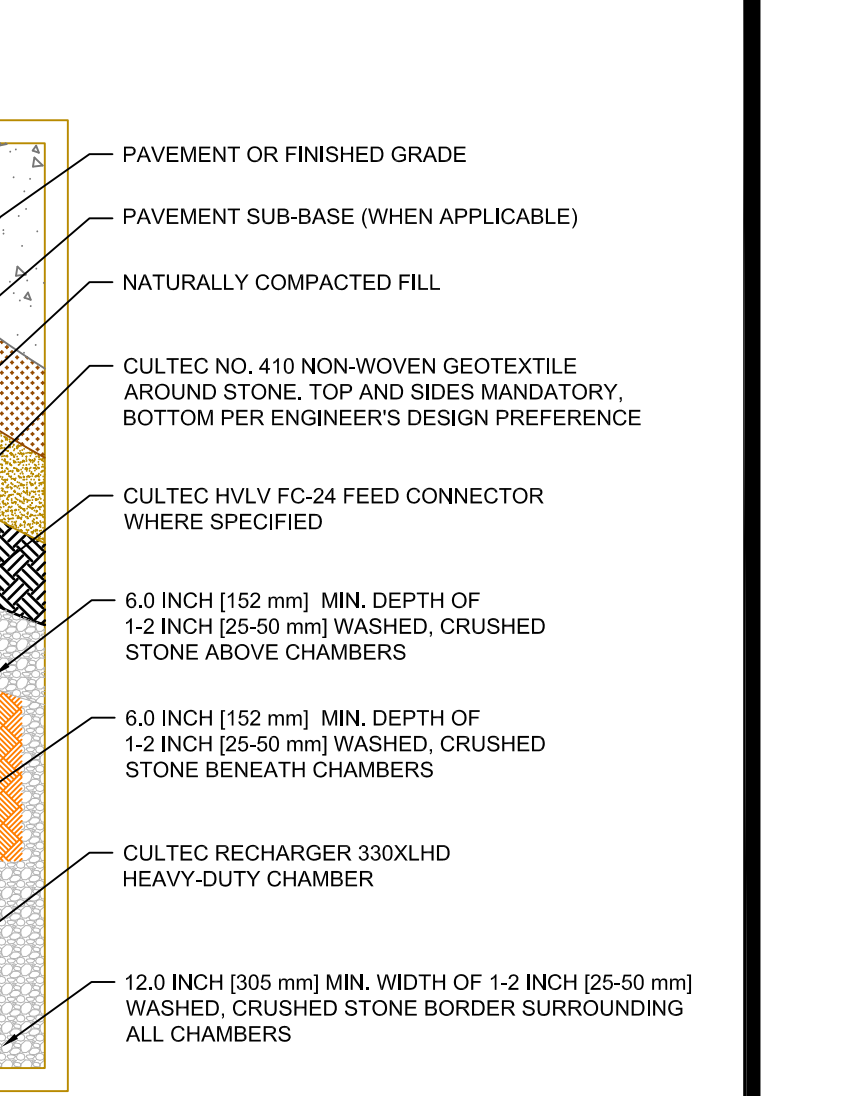 PAVEMENT OR FINISHED GRADE
PAVEMENT SUB-BASE (WHEN APPLICABLE)
NATURALLY COMPACTED FILL
CULTEC NO. 410 NON-WOVEN GEOTEXTILE
AROUND STONE. TOP AND SIDES MANDATORY,
BOTTOM PER ENGINEER'S DESIGN PREFERENCE
CULTEC HVLV FC-24 FEED CONNECTOR
WHERE SPECIFIED
6.0 INCH [152 mm] MIN. DEPTH OF
1-2 INCH [25-50 mm] WASHED, CRUSHED
STONE ABOVE CHAMBERS
6.0 INCH [152 mm] MIN. DEPTH OF
1-2 INCH [25-50 mm] WASHED, CRUSHED
STONE BENEATH CHAMBERS
CULTEC RECHARGER 330XLHD
HEAVY-DUTY CHAMBER
12.0 INCH [305 mm] MIN. WIDTH OF 1-2 INCH [25-50 mm]
WASHED, CRUSHED STONE BORDER SURROUNDING
ALL CHAMBERS